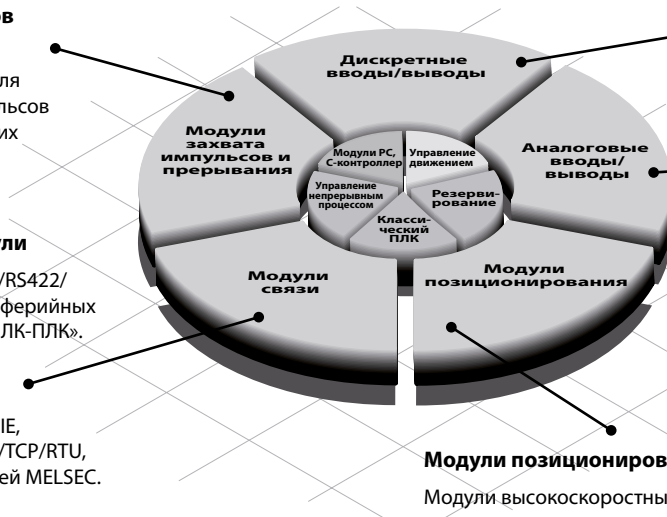 ов
ля
льсов
их
ули
/RS422/
ферийных
ЛК-ПЛК».
IE,
/TCP/RTU,
ей MELSEC.
Дискретные
вводы/выводы
Модули
захвата
импульсов и
прерывания
Аналоговые
вводы/
выводы
Модули PC,
C-контроллер
Управление
движением
Управление
непрерывным
процессом
Резерви-
рование
Класси-
ческий
ПЛК
Модули
связи
Модули
позиционирования
Модули позициониров
Модули высокоскоростны